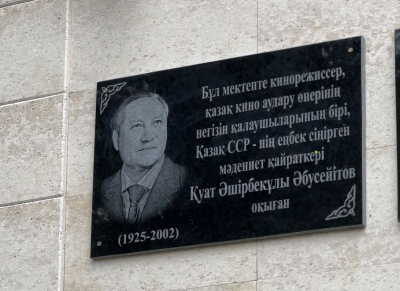 Бұл мектепте кинорежиссер,
қазақ кино аудару өнерінің
негізін қалаушыларының бірі,
Қазақ ССР - нің еңбек сіңірген
мәдениет қайраткері
Қуат Әшірбекұлы Әбусейітов
оқыған
(1925-2002)